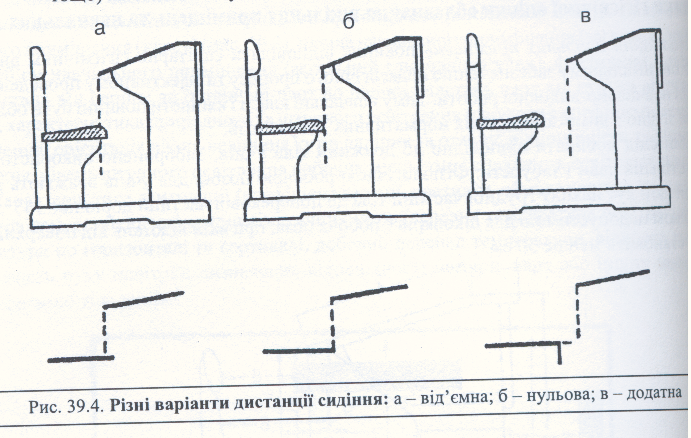 а б в
Рис. 39.4. Різні варіанти дистанції сидіння: а – від’ємна; б – нульова; в – додатна